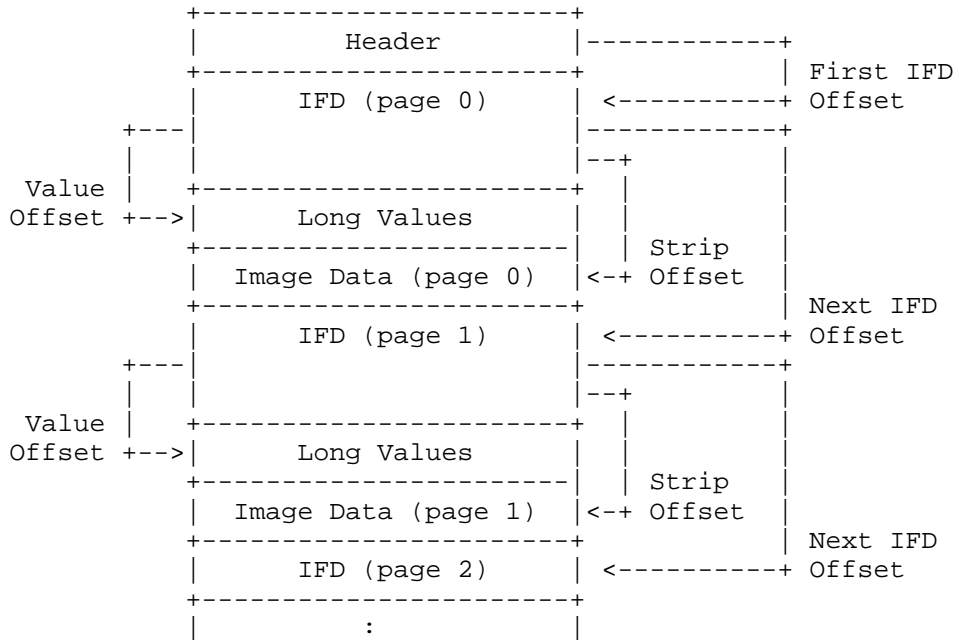 Header
First IFD
IFD (page 0) Offset
Value
Offset Long Values
Strip
Image Data (page 0) Offset
Next IFD
IFD (page 1) Offset
Value
Offset Long Values
Strip
Image Data (page 1) Offset
Next IFD
IFD (page 2) Offset
: